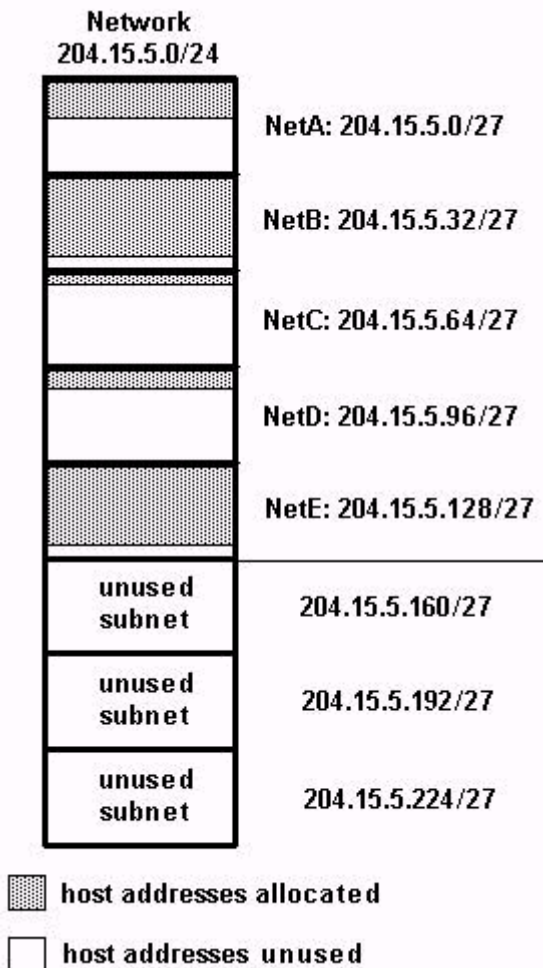 Network
204.15.5.0/24
NetA: 204.15.5.0/27
NetB: 204.15.5.32/27
NetC: 204.15.5.64/27
NetD: 204.15.5.96/27
NetE: 204.15.5.128/27
unused
subnet
204.15.5.160/27
unused
subnet
204.15.5.192/27
unused
subnet
204.15.5.224/27
host addresses allocated
host addresses unused